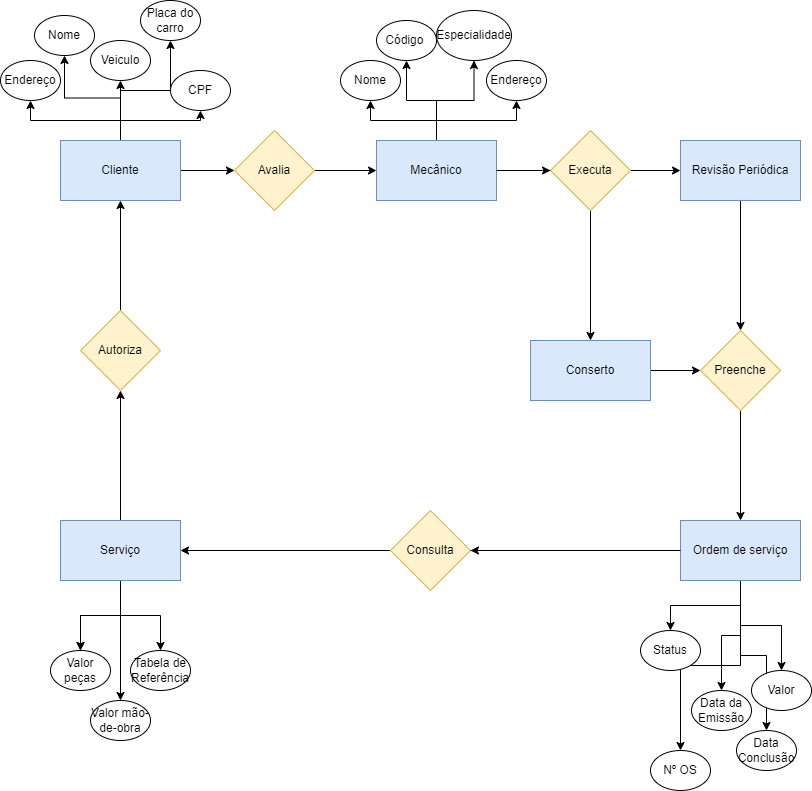 Placa do
carro
Nome
Veiculo
Endereço
CPF
Código
Especialidade
Nome
Endereço
Cliente
Avalia
Mecânico
Executa
Revisão Periódica
Autoriza
Conserto
Preenche
Serviço
Consulta
Ordem de serviço
Valor
peças
Tabela de
Referência
Valor mão-
de-obra
Status
Valor
Data da
Emissão
Data
Conclusão
Nº OS